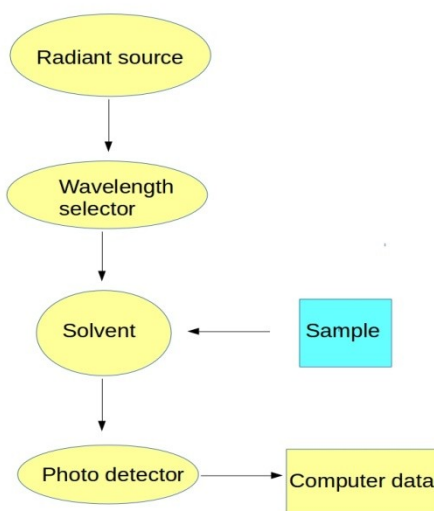 Radiant source
Wavelength
selector
Solvent
Sample
Photo detector
Computer data